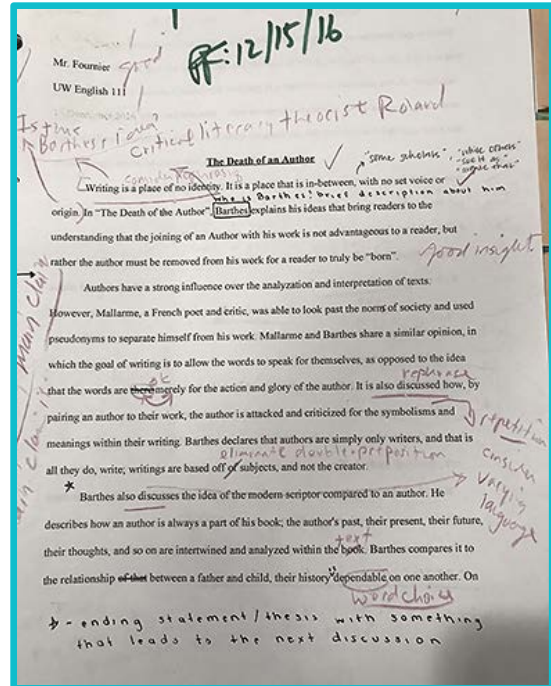 PF: 12/15/16
Mr. Fournier
good
UW English 111
Is this
Barthes's idea?
critical literary theorist Roland
The Death of an Author
"some scholars"
"while others"
"such as"
"argue that"
consider rephrasing
Writing is a place of no identity. It is a place that is in-between, with no set voice or
who is Barthes? brief description about him
origin. In "The Death of the Author", Barthes explains his ideas that bring readers to the
understanding that the joining of an Author with his work is not advantageous to a reader, but
rather the author must be removed from his work for a reader to truly be "born".
good insight
main claim
Authors have a strong influence over the analyzation and interpretation of texts.
However, Mallarme, a French poet and critic, was able to look past the norms of society and used
pseudonyms to separate himself from his work. Mallarme and Barthes share a similar opinion, in
which the goal of writing is to allow the words to speak for themselves, as opposed to the idea
rephrase
that the words are there merely for the action and glory of the author. It is also discussed how, by
pairing an author to their work, the author is attacked and criticized for the symbolisms and
repetition
meanings within their writing. Barthes declares that authors are simply only writers, and that is
eliminate double-preposition
all they do, write; writings are based off of subjects, and not the creator.
consider
varying
language
Barthes also discusses the idea of the modern scriptor compared to an author. He
describes how an author is always a part of his book; the author's past, their present, their future,
text
their thoughts, and so on are intertwined and analyzed within the book. Barthes compares it to
the relationship of that between a father and child, their history dependable on one another. On
word choice
- ending statement/thesis with something
that leads to the next discussion